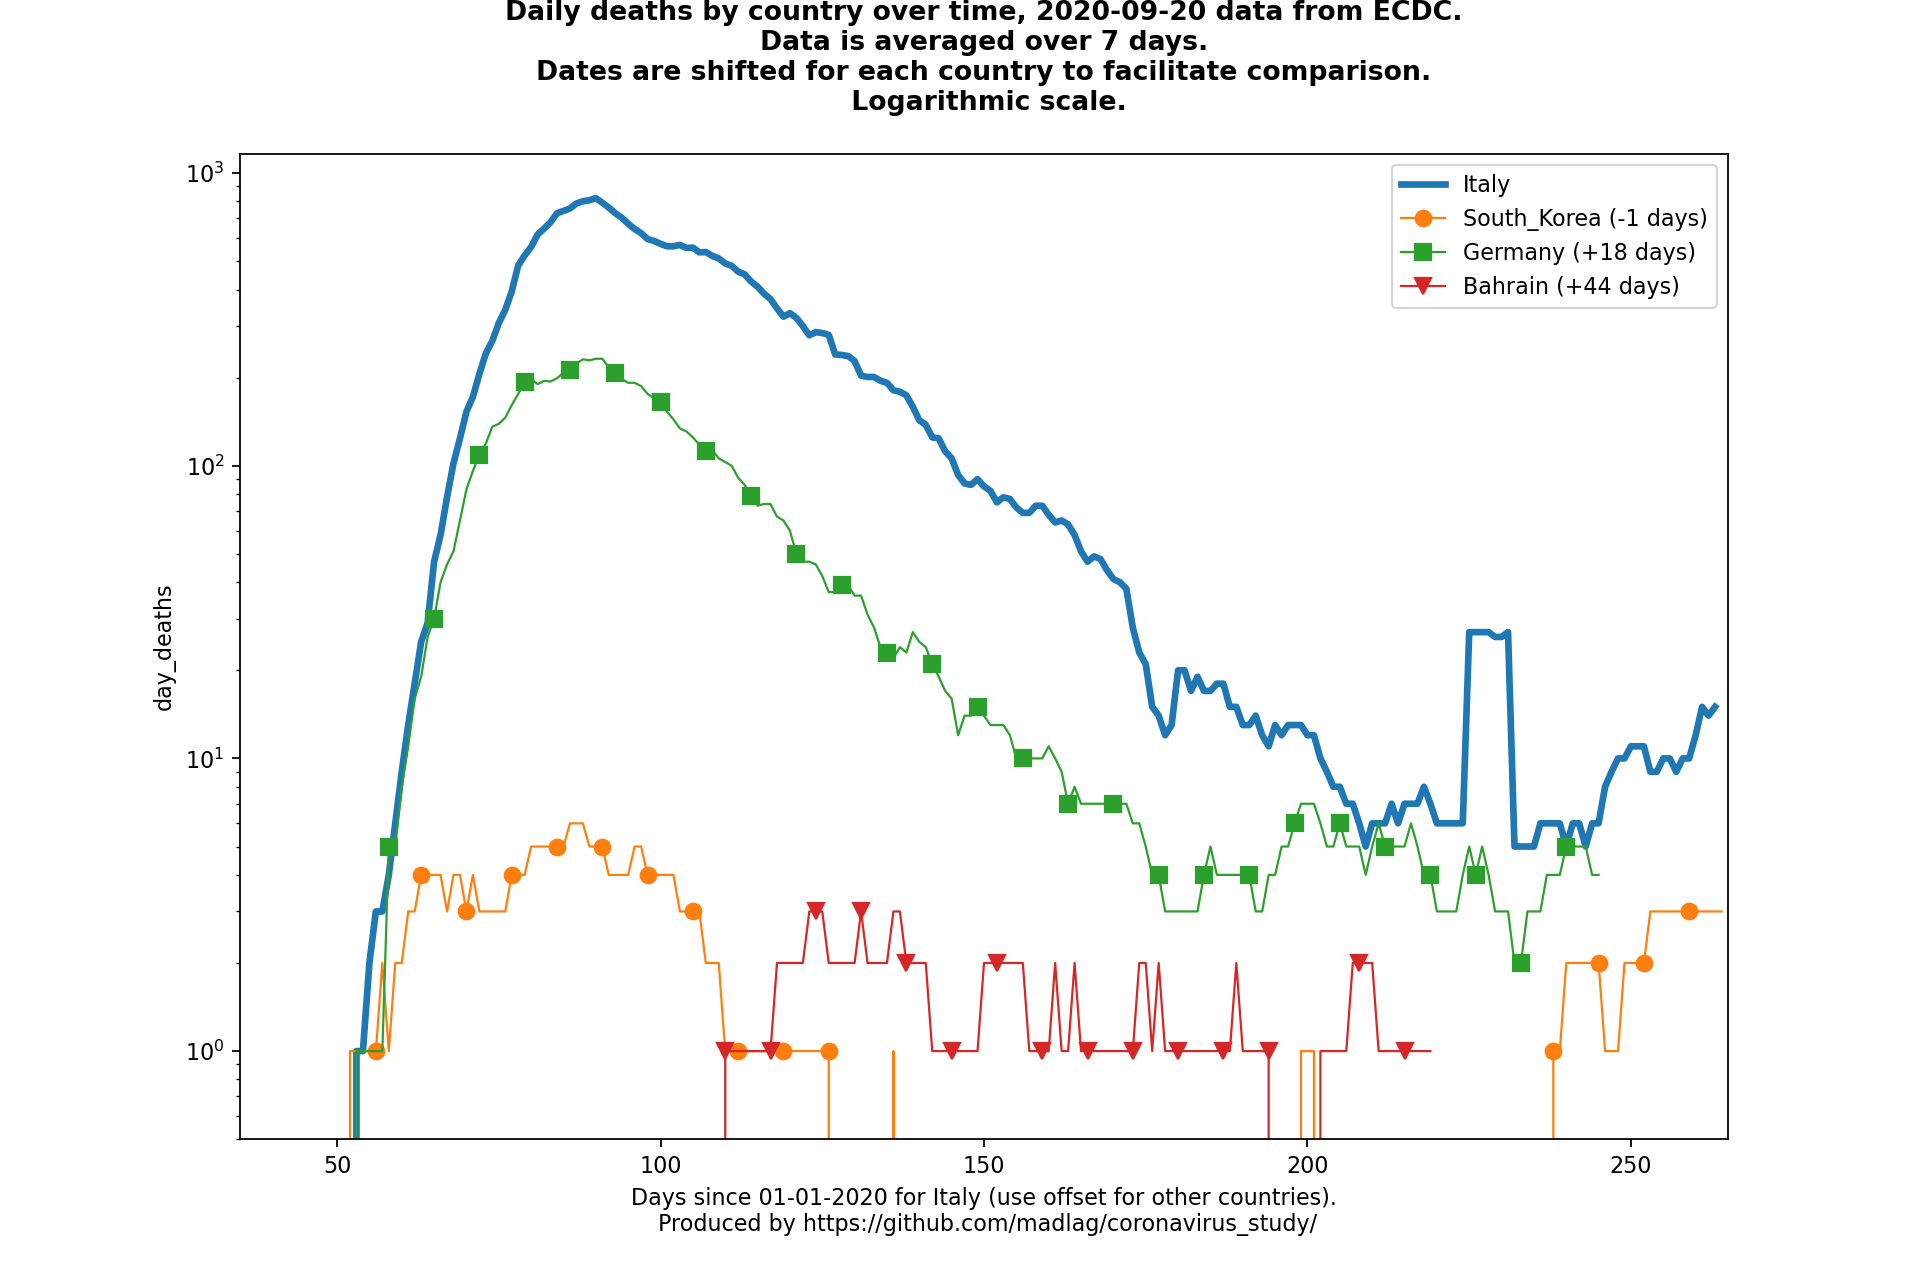 Daily deaths by country over time, 2020-09-20 data from ECDC.
Data is averaged over 7 days.
Dates are shifted for each country to facilitate comparison.
Logarithmic scale.
10³
10²
10¹
10⁰
day_deaths
Italy
South_Korea (-1 days)
Germany (+18 days)
Bahrain (+44 days)
50
100
150
200
250
Days since 01-01-2020 for Italy (use offset for other countries).
Produced by https://github.com/madlag/coronavirus_study/